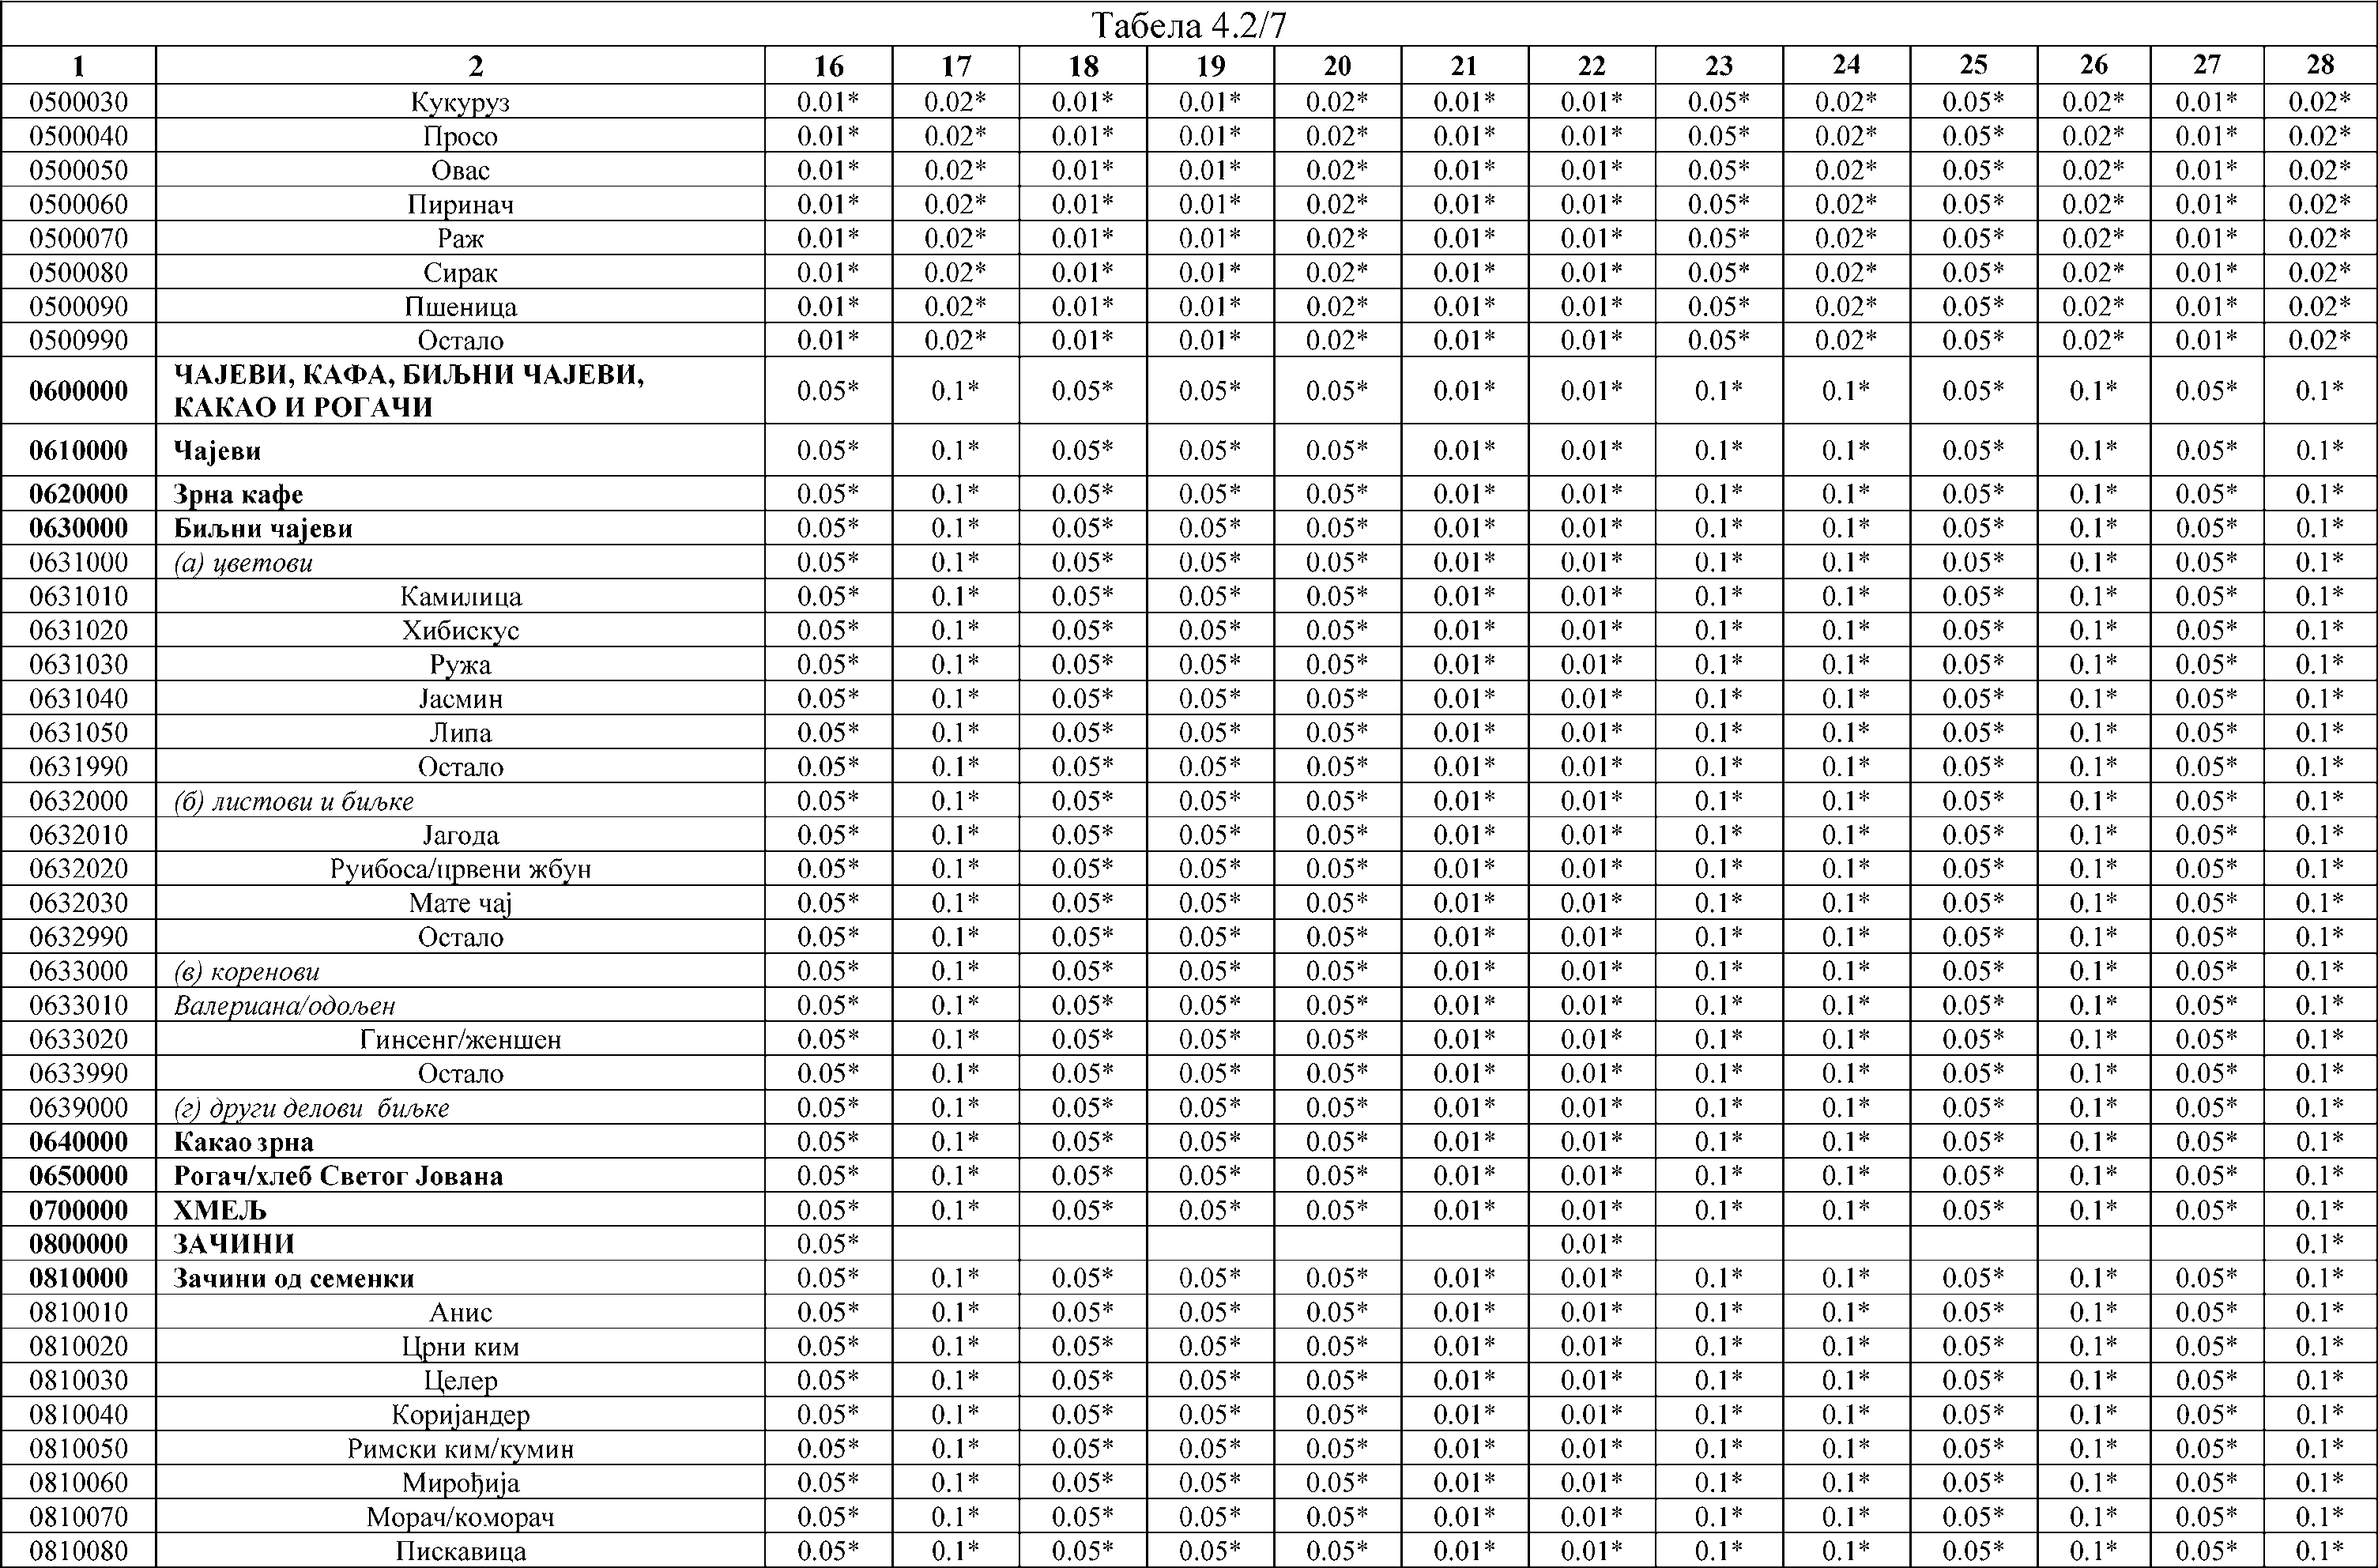 Табела 4.2/7
1 2 16 17 18 19 20 21 22 23 24 25 26 27 28
0500030 Кукуруз 0.01* 0.02* 0.01* 0.01* 0.02* 0.01* 0.01* 0.05* 0.02* 0.05* 0.02* 0.01* 0.02*
0500040 Просо 0.01* 0.02* 0.01* 0.01* 0.02* 0.01* 0.01* 0.05* 0.02* 0.05* 0.02* 0.01* 0.02*
0500050 Овас 0.01* 0.02* 0.01* 0.01* 0.02* 0.01* 0.01* 0.05* 0.02* 0.05* 0.02* 0.01* 0.02*
0500060 Пиринач 0.01* 0.02* 0.01* 0.01* 0.02* 0.01* 0.01* 0.05* 0.02* 0.05* 0.02* 0.01* 0.02*
0500070 Раж 0.01* 0.02* 0.01* 0.01* 0.02* 0.01* 0.01* 0.05* 0.02* 0.05* 0.02* 0.01* 0.02*
0500080 Сирак 0.01* 0.02* 0.01* 0.01* 0.02* 0.01* 0.01* 0.05* 0.02* 0.05* 0.02* 0.01* 0.02*
0500090 Пшеница 0.01* 0.02* 0.01* 0.01* 0.02* 0.01* 0.01* 0.05* 0.02* 0.05* 0.02* 0.01* 0.02*
0500990 Остало 0.01* 0.02* 0.01* 0.01* 0.02* 0.01* 0.01* 0.05* 0.02* 0.05* 0.02* 0.01* 0.02*
0600000 ЧАЈЕВИ, КАФА, БИЉНИ ЧАЈЕВИ,
КАКАО И РОГАЧИ 0.05* 0.1* 0.05* 0.05* 0.05* 0.01* 0.01* 0.1* 0.1* 0.05* 0.1* 0.05* 0.1*
0610000 Чајеви 0.05* 0.1* 0.05* 0.05* 0.05* 0.01* 0.01* 0.1* 0.1* 0.05* 0.1* 0.05* 0.1*
0620000 Зрна кафе 0.05* 0.1* 0.05* 0.05* 0.05* 0.01* 0.01* 0.1* 0.1* 0.05* 0.1* 0.05* 0.1*
0630000 Биљни чајеви 0.05* 0.1* 0.05* 0.05* 0.05* 0.01* 0.01* 0.1* 0.1* 0.05* 0.1* 0.05* 0.1*
0631000 (а) цветови 0.05* 0.1* 0.05* 0.05* 0.05* 0.01* 0.01* 0.1* 0.1* 0.05* 0.1* 0.05* 0.1*
0631010 Камилица 0.05* 0.1* 0.05* 0.05* 0.05* 0.01* 0.01* 0.1* 0.1* 0.05* 0.1* 0.05* 0.1*
0631020 Хибискус 0.05* 0.1* 0.05* 0.05* 0.05* 0.01* 0.01* 0.1* 0.1* 0.05* 0.1* 0.05* 0.1*
0631030 Ружа 0.05* 0.1* 0.05* 0.05* 0.05* 0.01* 0.01* 0.1* 0.1* 0.05* 0.1* 0.05* 0.1*
0631040 Јасмин 0.05* 0.1* 0.05* 0.05* 0.05* 0.01* 0.01* 0.1* 0.1* 0.05* 0.1* 0.05* 0.1*
0631050 Липа 0.05* 0.1* 0.05* 0.05* 0.05* 0.01* 0.01* 0.1* 0.1* 0.05* 0.1* 0.05* 0.1*
0631990 Остало 0.05* 0.1* 0.05* 0.05* 0.05* 0.01* 0.01* 0.1* 0.1* 0.05* 0.1* 0.05* 0.1*
0632000 (б) листови и биљке 0.05* 0.1* 0.05* 0.05* 0.05* 0.01* 0.01* 0.1* 0.1* 0.05* 0.1* 0.05* 0.1*
0632010 Јагода 0.05* 0.1* 0.05* 0.05* 0.05* 0.01* 0.01* 0.1* 0.1* 0.05* 0.1* 0.05* 0.1*
0632020 Руибоса/црвени жбун 0.05* 0.1* 0.05* 0.05* 0.05* 0.01* 0.01* 0.1* 0.1* 0.05* 0.1* 0.05* 0.1*
0632030 Мате чај 0.05* 0.1* 0.05* 0.05* 0.05* 0.01* 0.01* 0.1* 0.1* 0.05* 0.1* 0.05* 0.1*
0632990 Остало 0.05* 0.1* 0.05* 0.05* 0.05* 0.01* 0.01* 0.1* 0.1* 0.05* 0.1* 0.05* 0.1*
0633000 (в) коренови 0.05* 0.1* 0.05* 0.05* 0.05* 0.01* 0.01* 0.1* 0.1* 0.05* 0.1* 0.05* 0.1*
0633010 Валериана/одољен 0.05* 0.1* 0.05* 0.05* 0.05* 0.01* 0.01* 0.1* 0.1* 0.05* 0.1* 0.05* 0.1*
0633020 Гинсенг/женшен 0.05* 0.1* 0.05* 0.05* 0.05* 0.01* 0.01* 0.1* 0.1* 0.05* 0.1* 0.05* 0.1*
0633990 Остало 0.05* 0.1* 0.05* 0.05* 0.05* 0.01* 0.01* 0.1* 0.1* 0.05* 0.1* 0.05* 0.1*
0639000 (г) други делови биљке 0.05* 0.1* 0.05* 0.05* 0.05* 0.01* 0.01* 0.1* 0.1* 0.05* 0.1* 0.05* 0.1*
0640000 Какао зрна 0.05* 0.1* 0.05* 0.05* 0.05* 0.01* 0.01* 0.1* 0.1* 0.05* 0.1* 0.05* 0.1*
0650000 Рогач/хлеб Светог Јована 0.05* 0.1* 0.05* 0.05* 0.05* 0.01* 0.01* 0.1* 0.1* 0.05* 0.1* 0.05* 0.1*
0700000 ХМЕЉ 0.05* 0.1* 0.05* 0.05* 0.05* 0.01* 0.01* 0.1* 0.1* 0.05* 0.1* 0.05* 0.1*
0800000 ЗАЧИНИ 0.05* 0.01* 0.1*
0810000 Зачини од семенки 0.05* 0.1* 0.05* 0.05* 0.05* 0.01* 0.01* 0.1* 0.1* 0.05* 0.1* 0.05* 0.1*
0810010 Анис 0.05* 0.1* 0.05* 0.05* 0.05* 0.01* 0.01* 0.1* 0.1* 0.05* 0.1* 0.05* 0.1*
0810020 Црни ким 0.05* 0.1* 0.05* 0.05* 0.05* 0.01* 0.01* 0.1* 0.1* 0.05* 0.1* 0.05* 0.1*
0810030 Целер 0.05* 0.1* 0.05* 0.05* 0.05* 0.01* 0.01* 0.1* 0.1* 0.05* 0.1* 0.05* 0.1*
0810040 Коријандер 0.05* 0.1* 0.05* 0.05* 0.05* 0.01* 0.01* 0.1* 0.1* 0.05* 0.1* 0.05* 0.1*
0810050 Римски ким/кумин 0.05* 0.1* 0.05* 0.05* 0.05* 0.01* 0.01* 0.1* 0.1* 0.05* 0.1* 0.05* 0.1*
0810060 Мирођија 0.05* 0.1* 0.05* 0.05* 0.05* 0.01* 0.01* 0.1* 0.1* 0.05* 0.1* 0.05* 0.1*
0810070 Морач/коморач 0.05* 0.1* 0.05* 0.05* 0.05* 0.01* 0.01* 0.1* 0.1* 0.05* 0.1* 0.05* 0.1*
0810080 Пискавица 0.05* 0.1* 0.05* 0.05* 0.05* 0.01* 0.01* 0.1* 0.1* 0.05* 0.1* 0.05* 0.1*